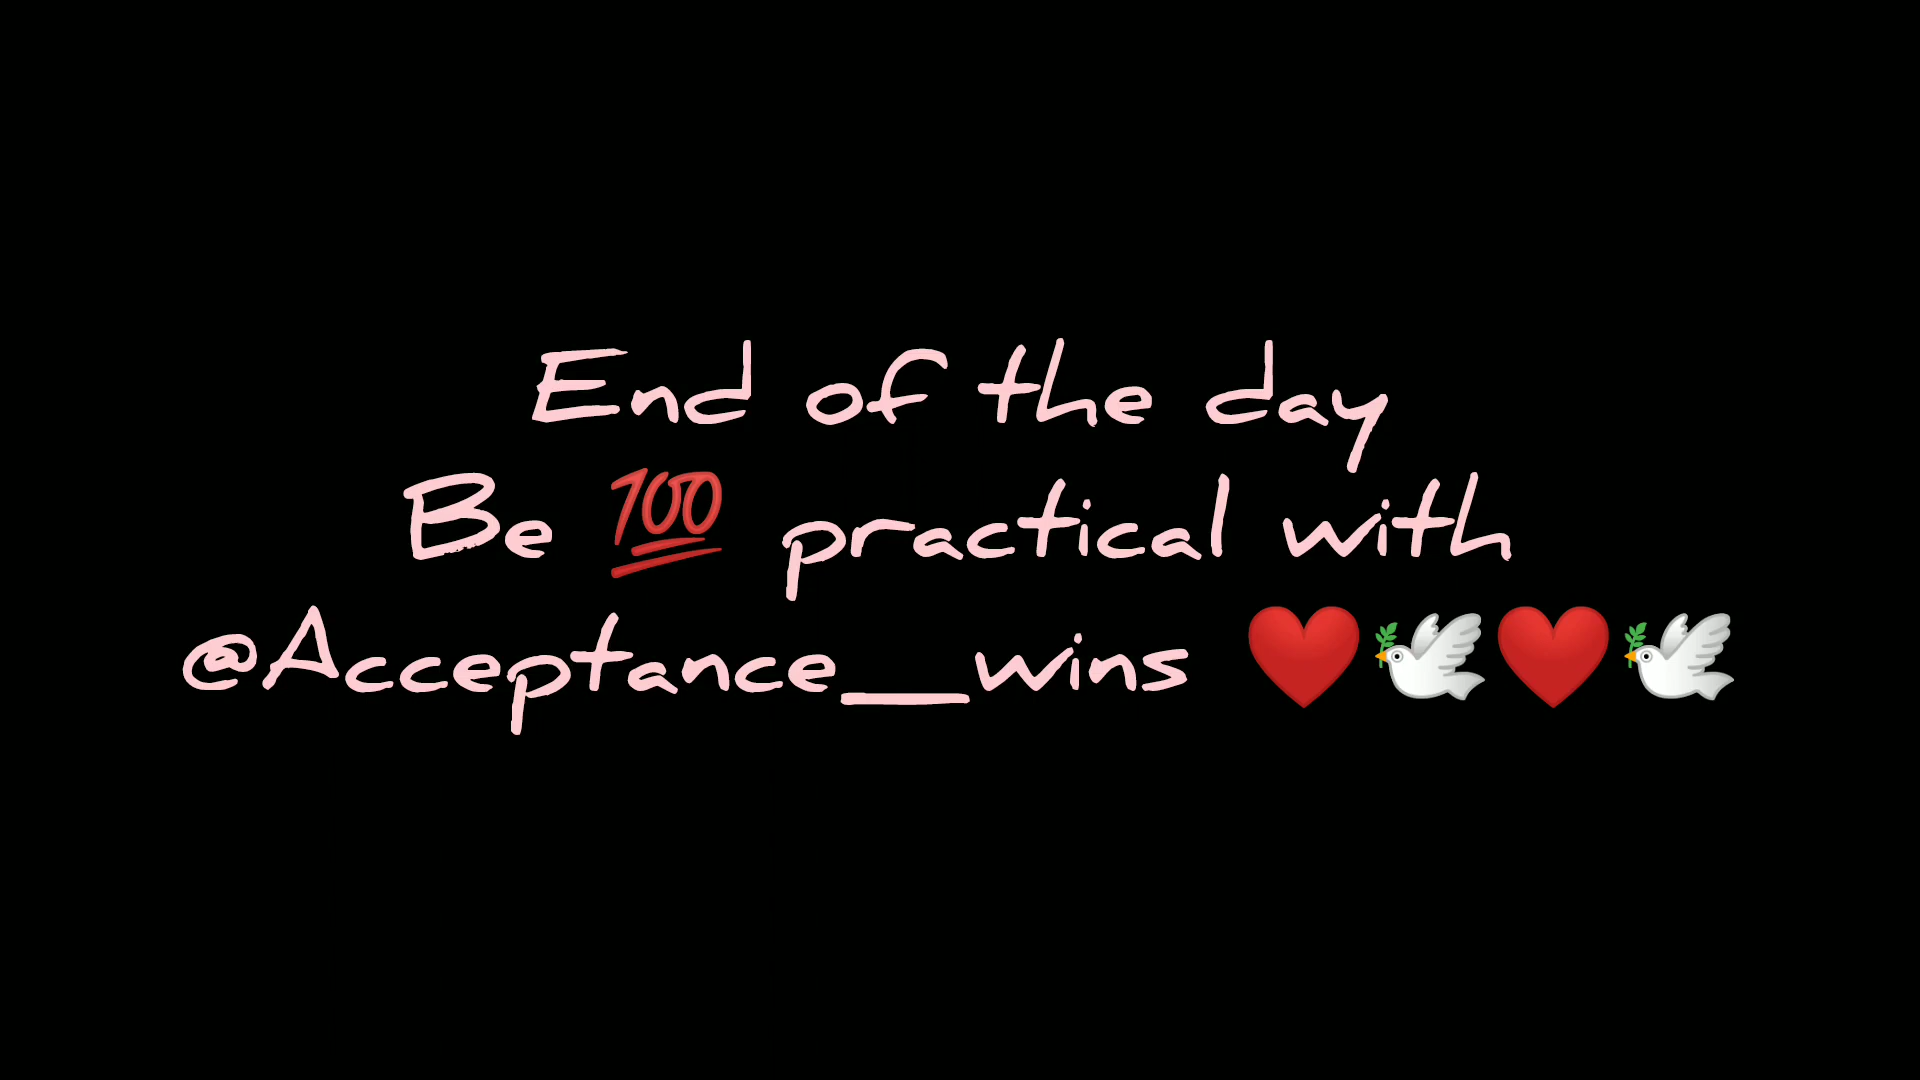 End of the day
Be 💯 practical with
@Acceptance__wins ❤️🕊️❤️🕊️